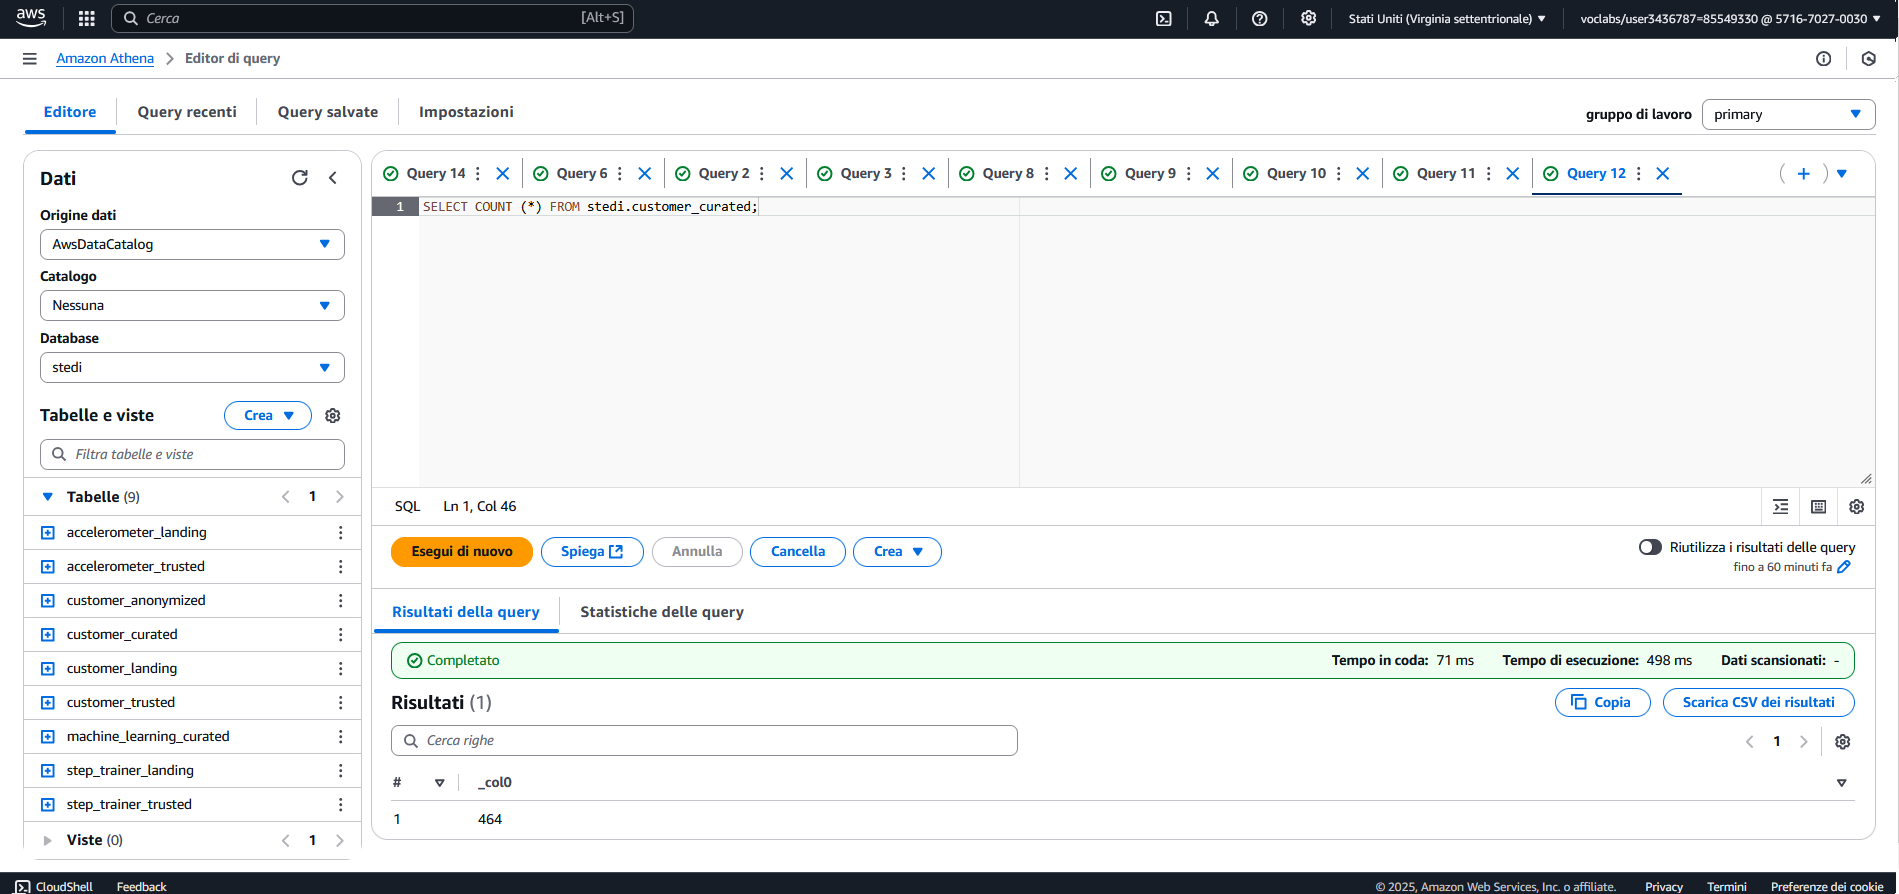 aws
Cerca [Alt+S]
Stati Uniti (Virginia settentrionale) ▼ voclabs/user3436787=85549330 @ 5716-7027-0030 ▼
Amazon Athena > Editor di query
Editore Query recenti Query salvate Impostazioni
gruppo di lavoro primary
Dati
Origine dati
AwsDataCatalog
Catalogo
Nessuna
Database
stedi
Tabelle e viste Crea
Filtra tabelle e viste
Tabelle (9) < 1 >
accelerometer_landing
accelerometer_trusted
customer_anonymized
customer_curated
customer_landing
customer_trusted
machine_learning_curated
step_trainer_landing
step_trainer_trusted
Viste (0) < 1 >
Query 14 Query 6 Query 2 Query 3 Query 8 Query 9 Query 10 Query 11 Query 12
1 SELECT COUNT (*) FROM stedi.customer_curated;
SQL Ln 1, Col 46
Esegui di nuovo Spiega Annulla Cancella Crea
Riutilizza i risultati delle query
fino a 60 minuti fa
Risultati della query Statistiche delle query
Completato Tempo in coda: 71 ms Tempo di esecuzione: 498 ms Dati scansionati: -
Risultati (1) Copia Scarica CSV dei risultati
Cerca righe < 1 >
# _col0
1 464
CloudShell Feedback © 2025, Amazon Web Services, Inc. o affiliate. Privacy Termini Preferenze dei cookie